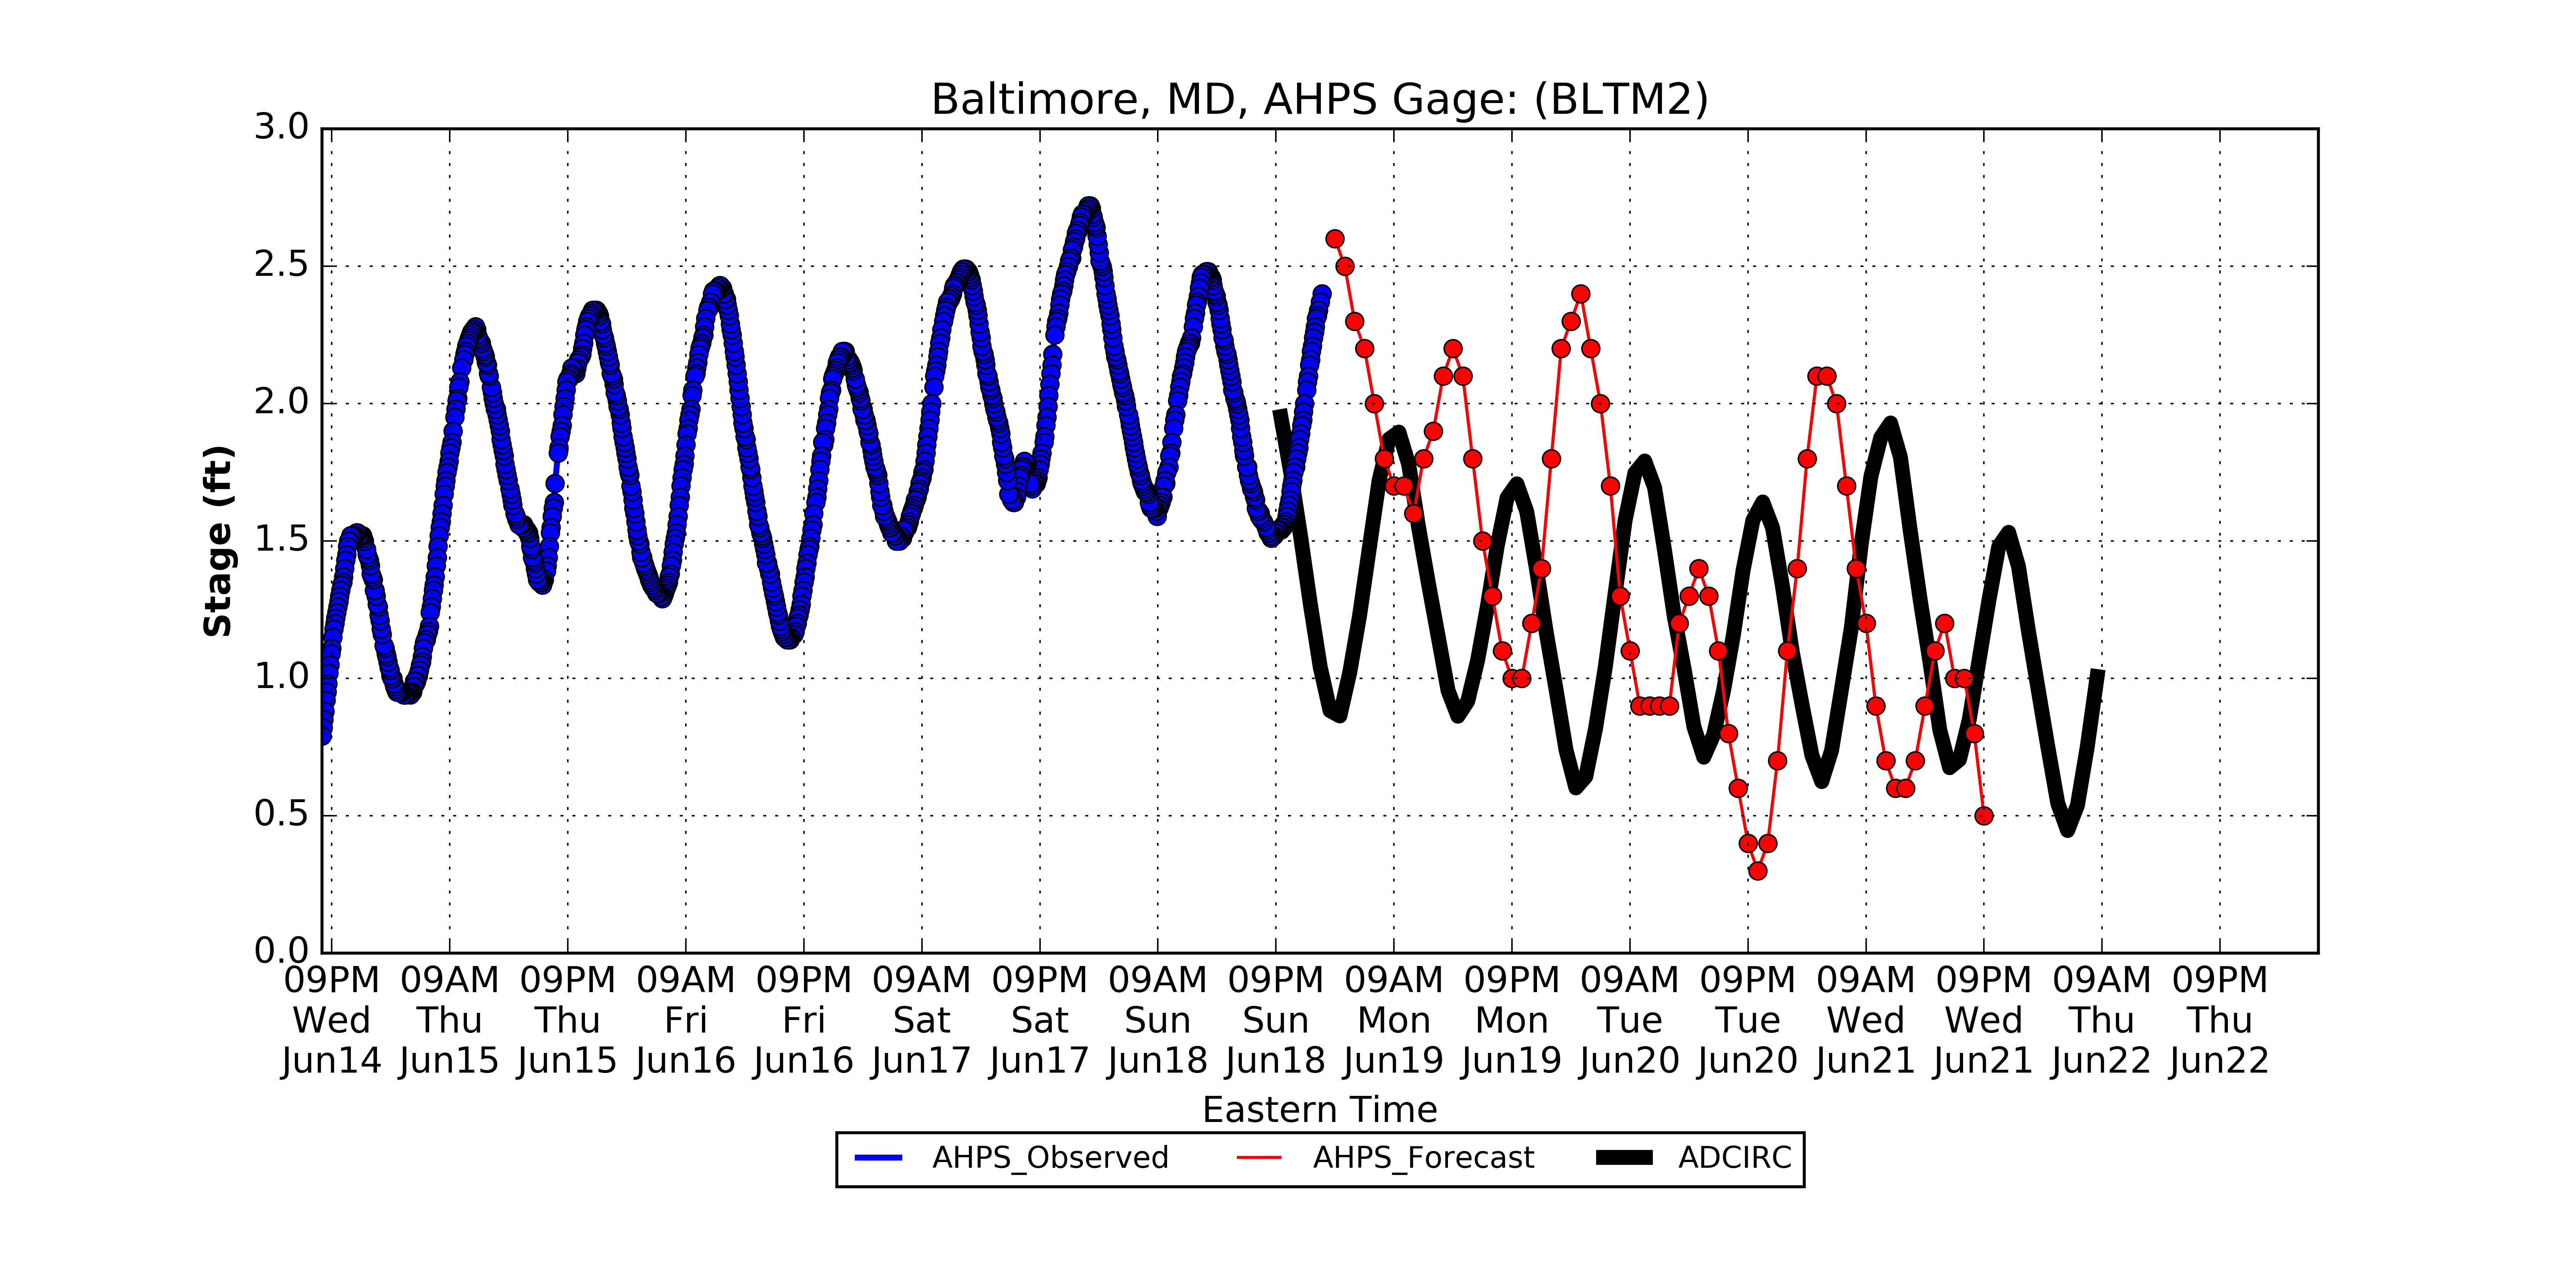 Baltimore, MD, AHPS Gage: (BLTM2)
3.0
2.5
2.0
1.5
1.0
0.5
0.0
Stage (ft)
09PM 09AM 09PM 09AM 09PM 09AM 09PM 09AM 09PM 09AM 09PM 09AM 09PM 09AM 09PM 09AM 09PM
Wed Thu Thu Fri Fri Sat Sat Sun Sun Mon Mon Tue Tue Wed Wed Thu Thu
Jun14 Jun15 Jun15 Jun16 Jun16 Jun17 Jun17 Jun18 Jun18 Jun19 Jun19 Jun20 Jun20 Jun21 Jun21 Jun22 Jun22
Eastern Time
AHPS_Observed AHPS_Forecast ADCIRC